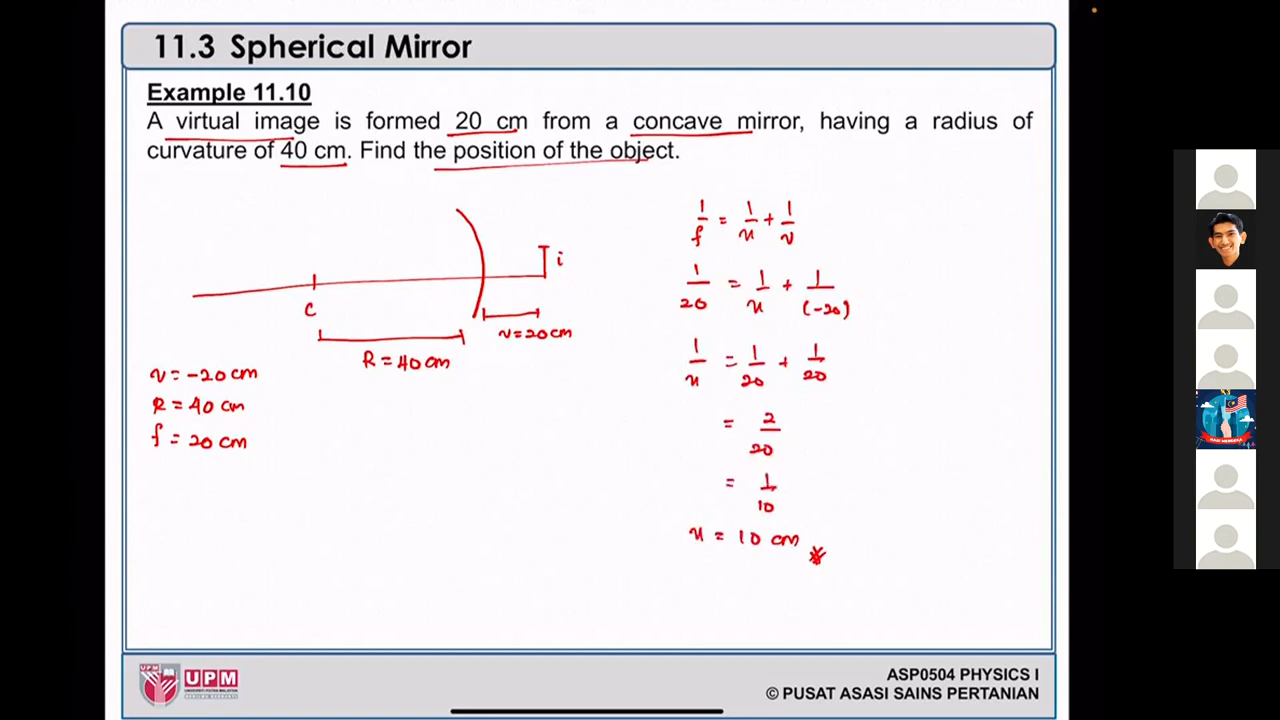 11.3 Spherical Mirror
Example 11.10
A virtual image is formed 20 cm from a concave mirror, having a radius of
curvature of 40 cm. Find the position of the object.
C
i
R = 40 cm
v = 20 cm
v = -20 cm
R = 40 cm
f = 20 cm
1/f = 1/u + 1/v
1/20 = 1/u + 1/(-20)
1/u = 1/20 + 1/20
= 2/20
= 1/10
u = 10 cm
UPM
UPM
ASP0504 PHYSICS I
© PUSAT ASASI SAINS PERTANIAN